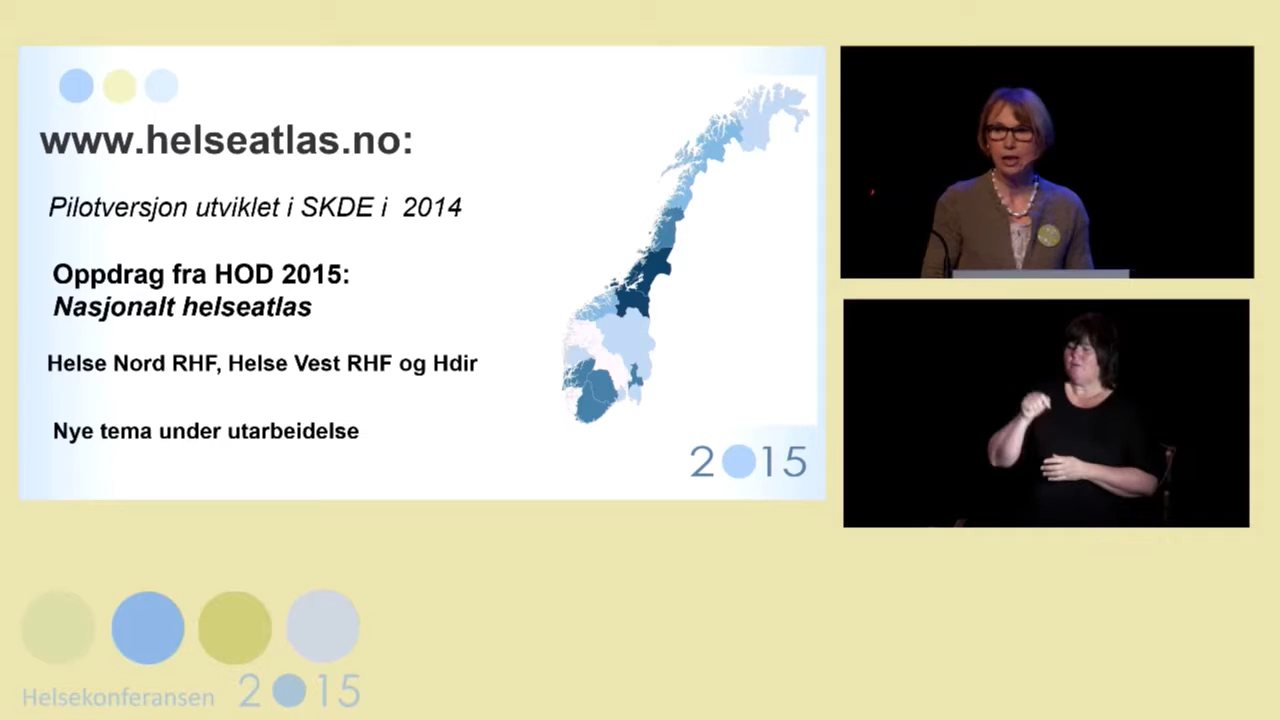 www.helseatlas.no:
Pilotversjon utviklet i SKDE i 2014
Oppdrag fra HOD 2015:
Nasjonalt helseatlas
Helse Nord RHF, Helse Vest RHF og Hdir
Nye tema under utarbeidelse
2015
Helsekonferansen 2015